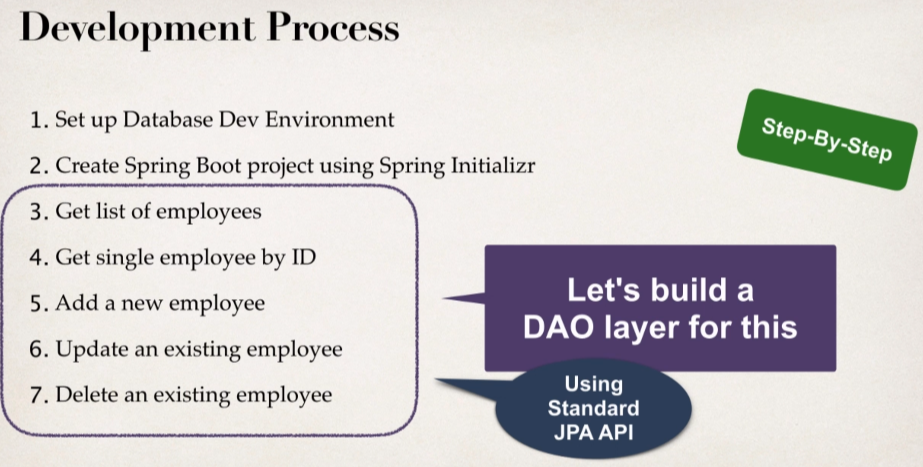 Development Process
1. Set up Database Dev Environment
Step-By-Step
2. Create Spring Boot project using Spring Initializr
3. Get list of employees
4. Get single employee by ID
5. Add a new employee
6. Update an existing employee
7. Delete an existing employee
Let's build a
DAO layer for this
Using
Standard
JPA API